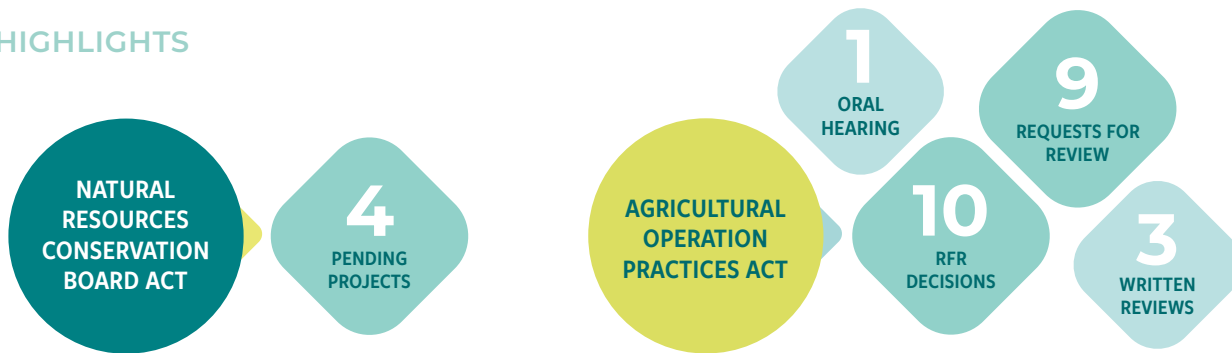 HIGHLIGHTS
NATURAL
RESOURCES
CONSERVATION
BOARD ACT
4
PENDING
PROJECTS
AGRICULTURAL
OPERATION
PRACTICES ACT
1
ORAL
HEARING
9
REQUESTS FOR
REVIEW
10
RFR
DECISIONS
3
WRITTEN
REVIEWS